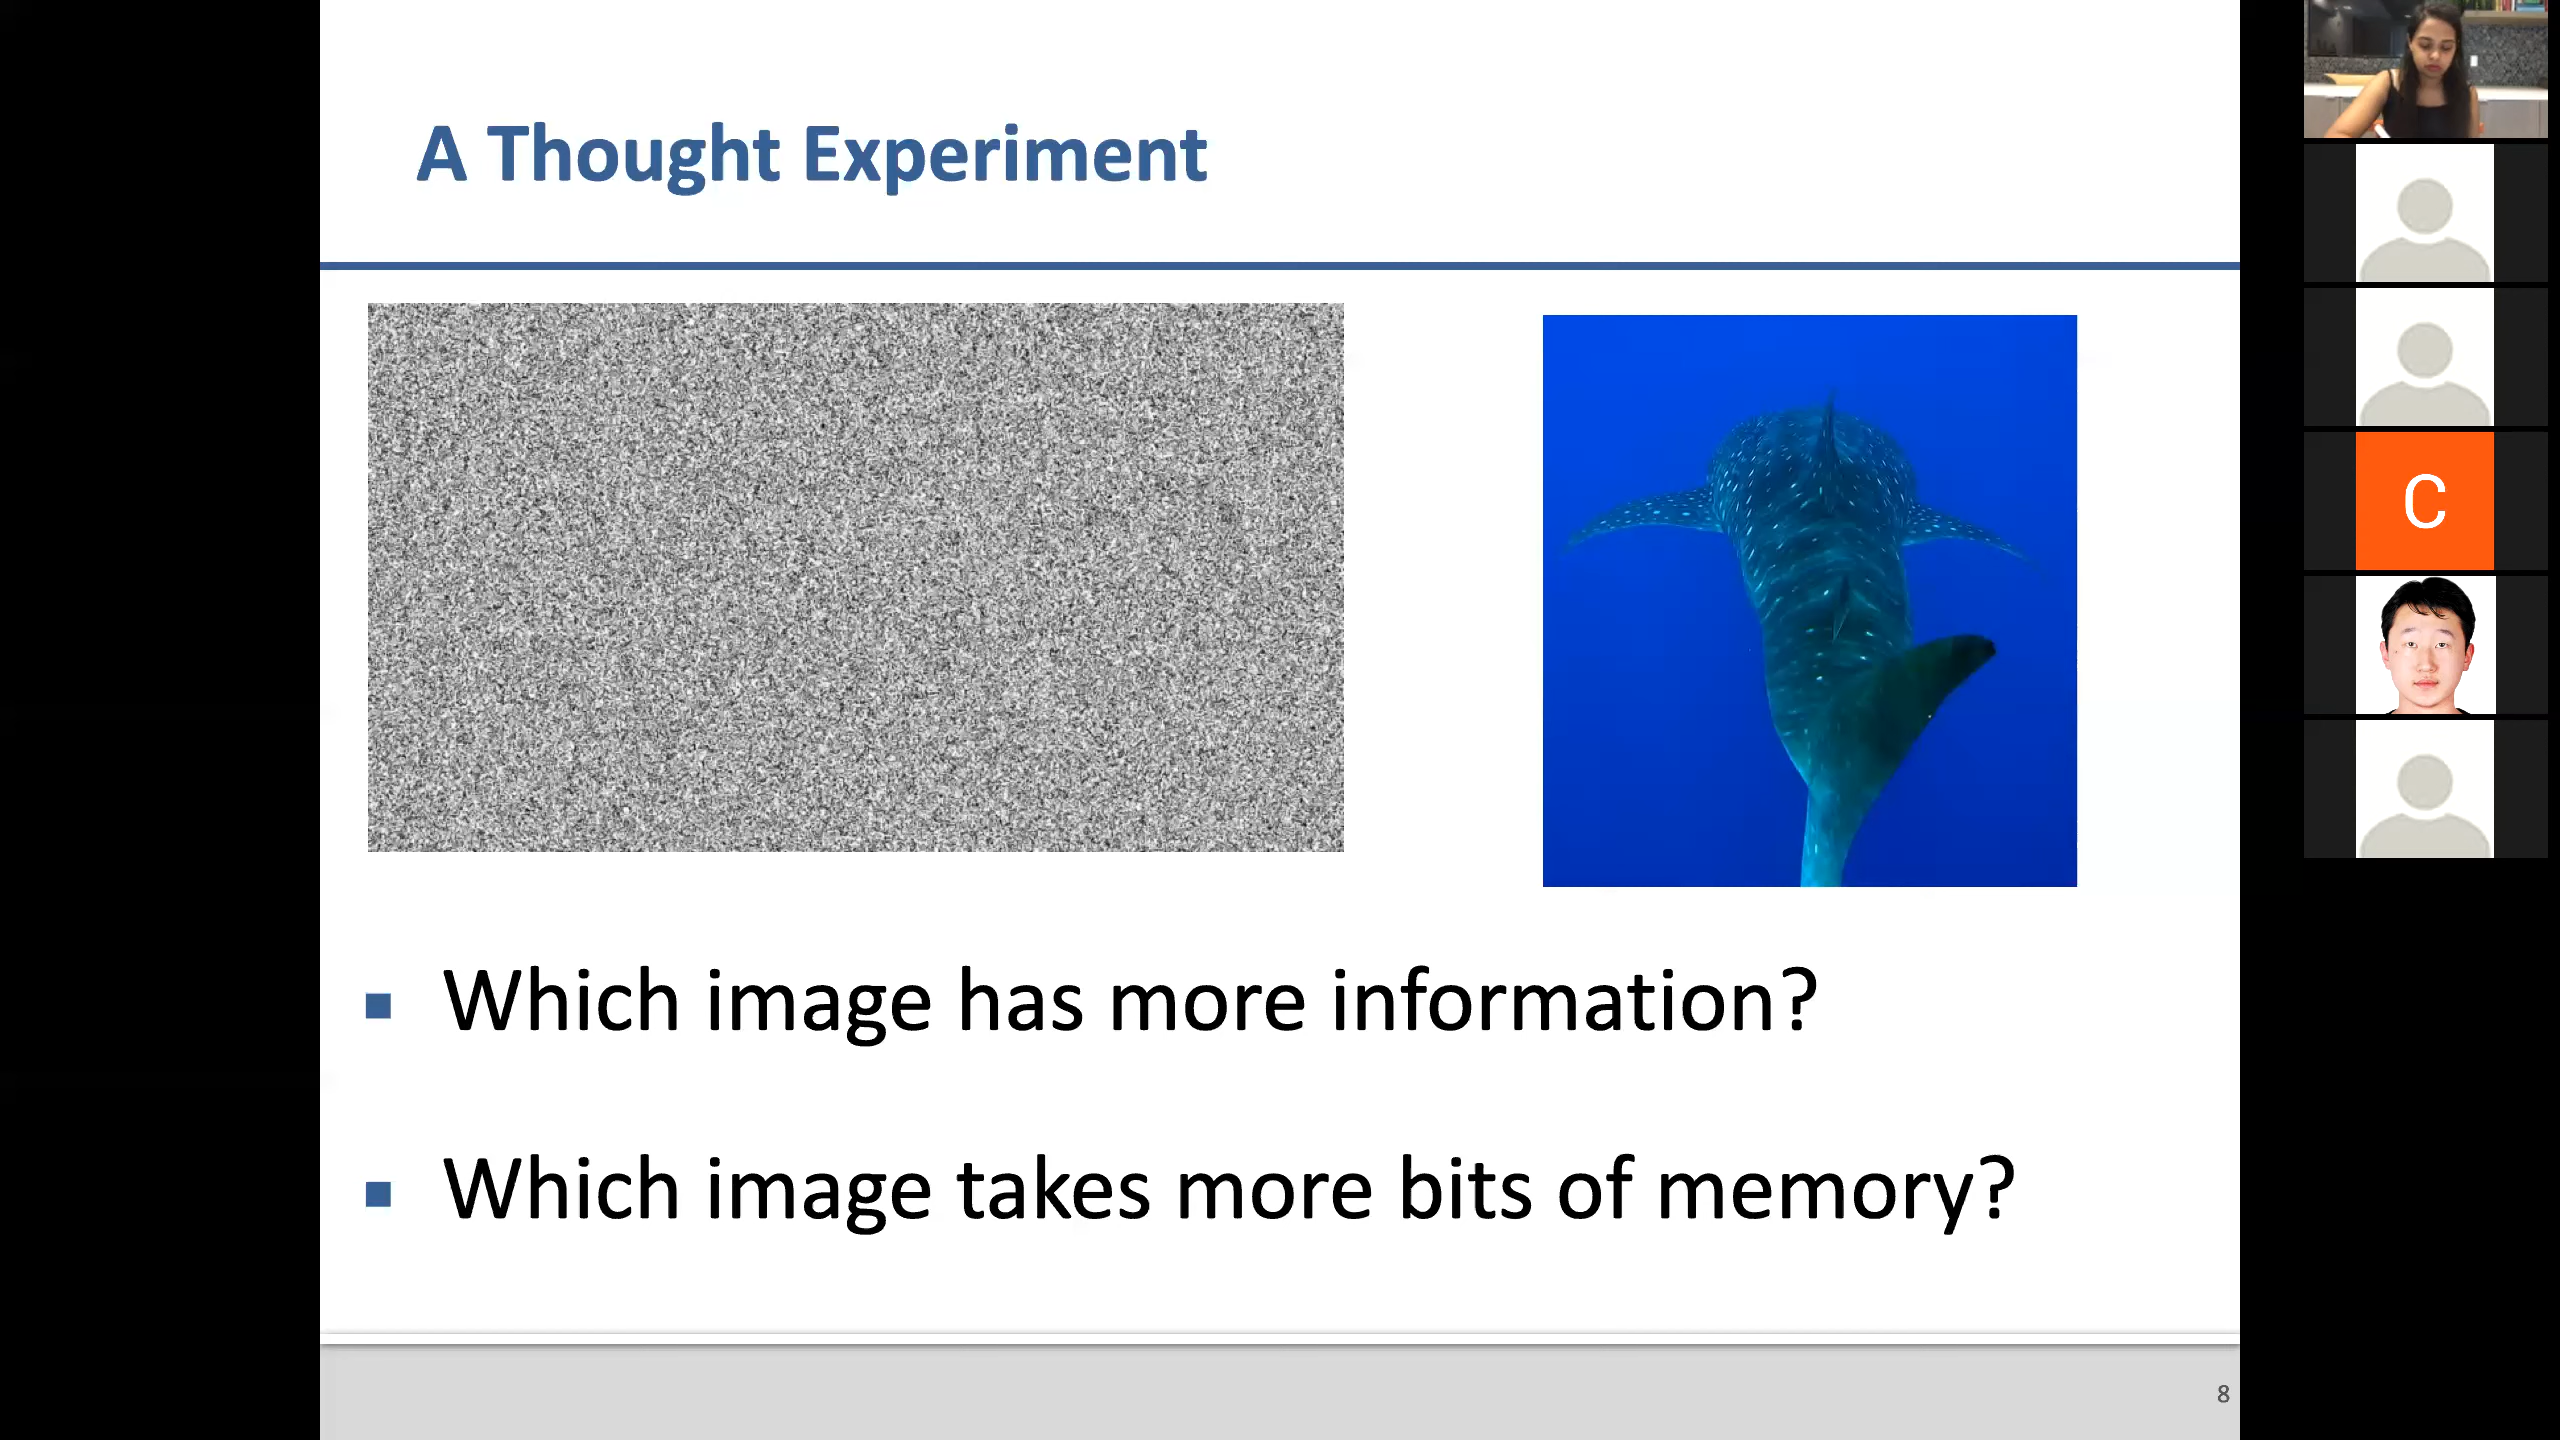 A Thought Experiment
Which image has more information?
Which image takes more bits of memory?
8
C